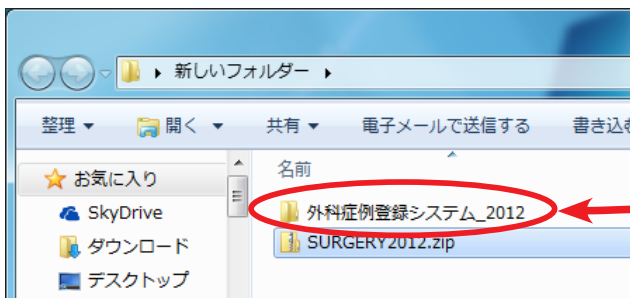 新しいフォルダー
整理 開く 共有 電子メールで送信する 書き込む
お気に入り
SkyDrive
ダウンロード
デスクトップ
名前
外科症例登録システム_2012
SURGERY2012.zip